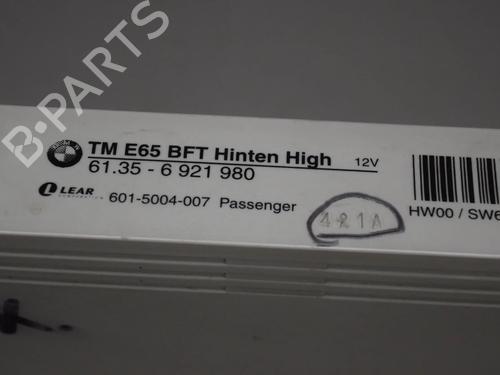 B-PARTS
TM E65 BFT Hinten High 12V
61.35 - 6 921 980
LEAR
CORPORATION
601-5004-007 Passenger
421A
HW00 / SW6